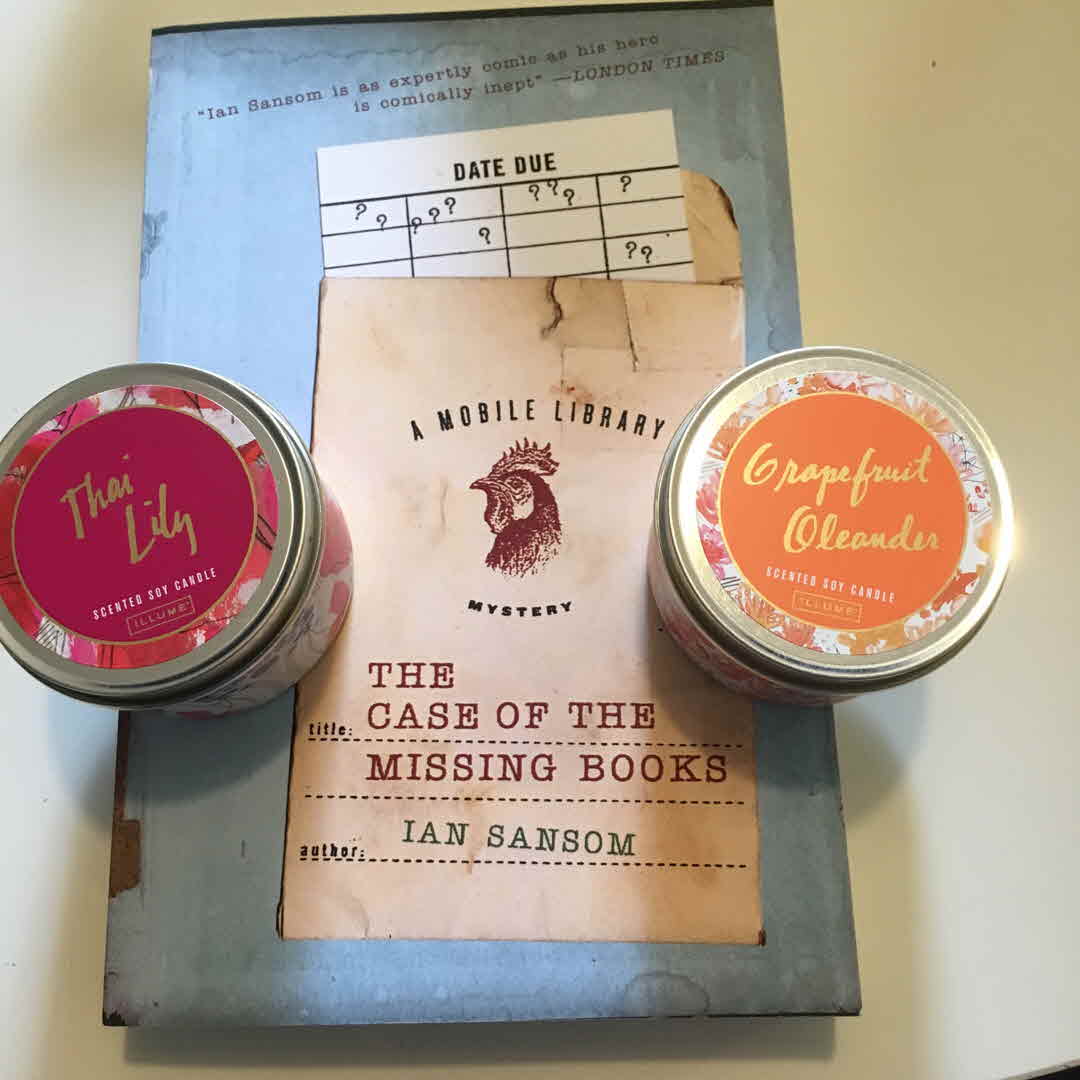 "Ian Sansom is as expertly comic as his hero
is comically inept" —LONDON TIMES
DATE DUE
? ? ? ? ? ? ? ? ?
? ? ?
A MOBILE LIBRARY
MYSTERY
THE
title: CASE OF THE
MISSING BOOKS
author: IAN SANSOM
Thai
Lily
SCENTED SOY CANDLE
ILLUME®
Grapefruit
Oleander
SCENTED SOY CANDLE
ILLUME®